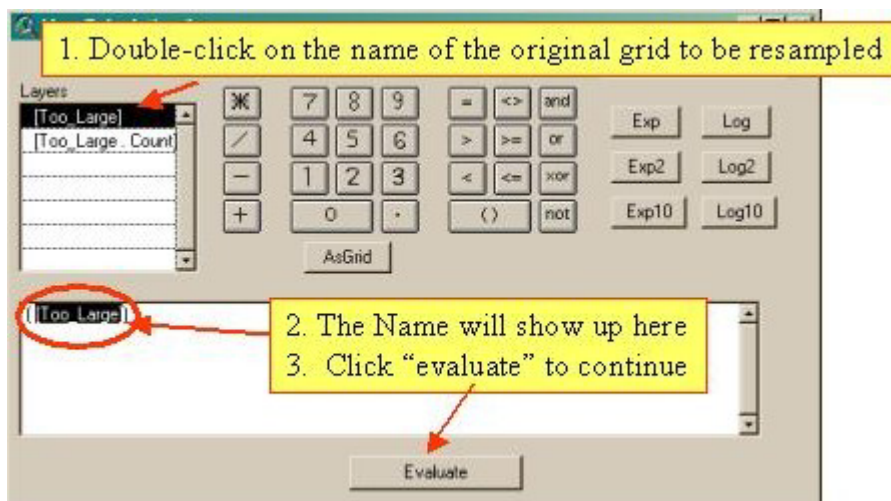 1. Double-click on the name of the original grid to be resampled
Layers
[Too_Large]
[Too_Large . Count]
* 7 8 9 = <> and
/ 4 5 6 > >= or
- 1 2 3 < <= xor
+ 0 . ( ) not
Exp Log
Exp2 Log2
Exp10 Log10
AsGrid
( [Too_Large])
2. The Name will show up here
3. Click “evaluate” to continue
Evaluate